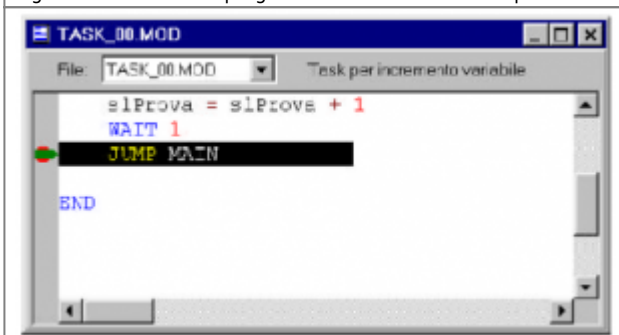 TASK_00.MOD
File: TASK_00.MOD Task per incremento variabile
slProva = slProva + 1
WAIT 1
JUMP MAIN
END